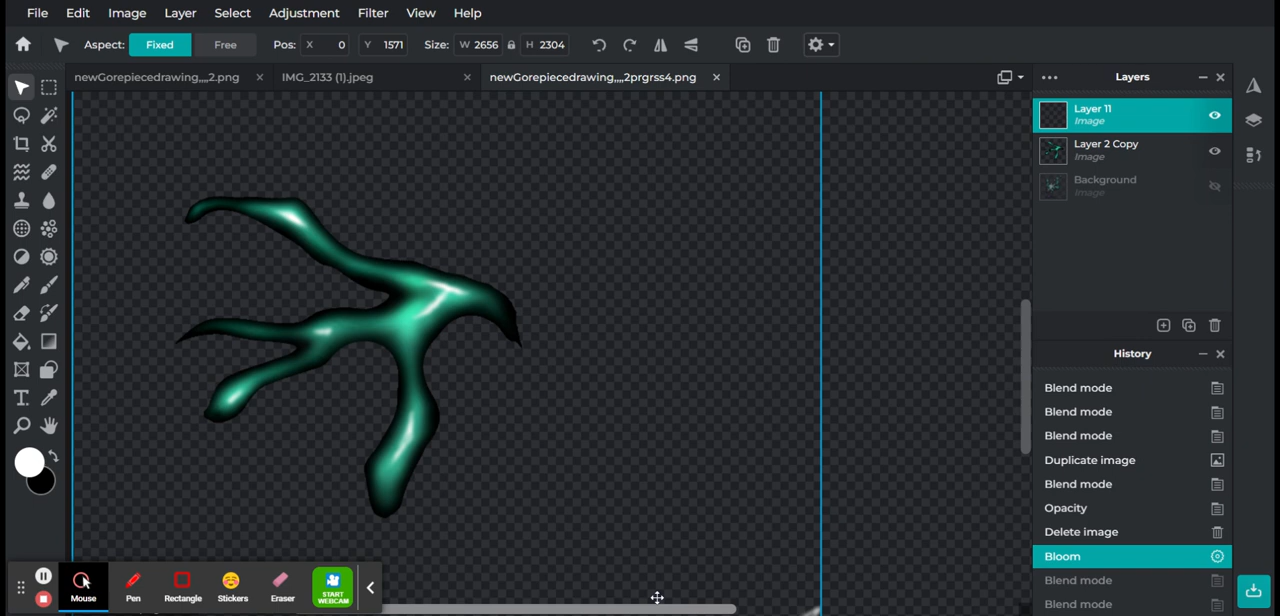 File Edit Image Layer Select Adjustment Filter View Help
Aspect: Fixed Free Pos: X 0 Y 1571 Size: W 2656 H 2304
newGorepiecedrawing,,,,2.png IMG_2133 (1).jpeg newGorepiecedrawing,,,,2prgrss4.png
Layers
Layer 11
Image
Layer 2 Copy
Image
Background
Image
History
Blend mode
Blend mode
Blend mode
Duplicate image
Blend mode
Opacity
Delete image
Bloom
Blend mode
Blend mode
Mouse Pen Rectangle Stickers Eraser START
WEBCAM